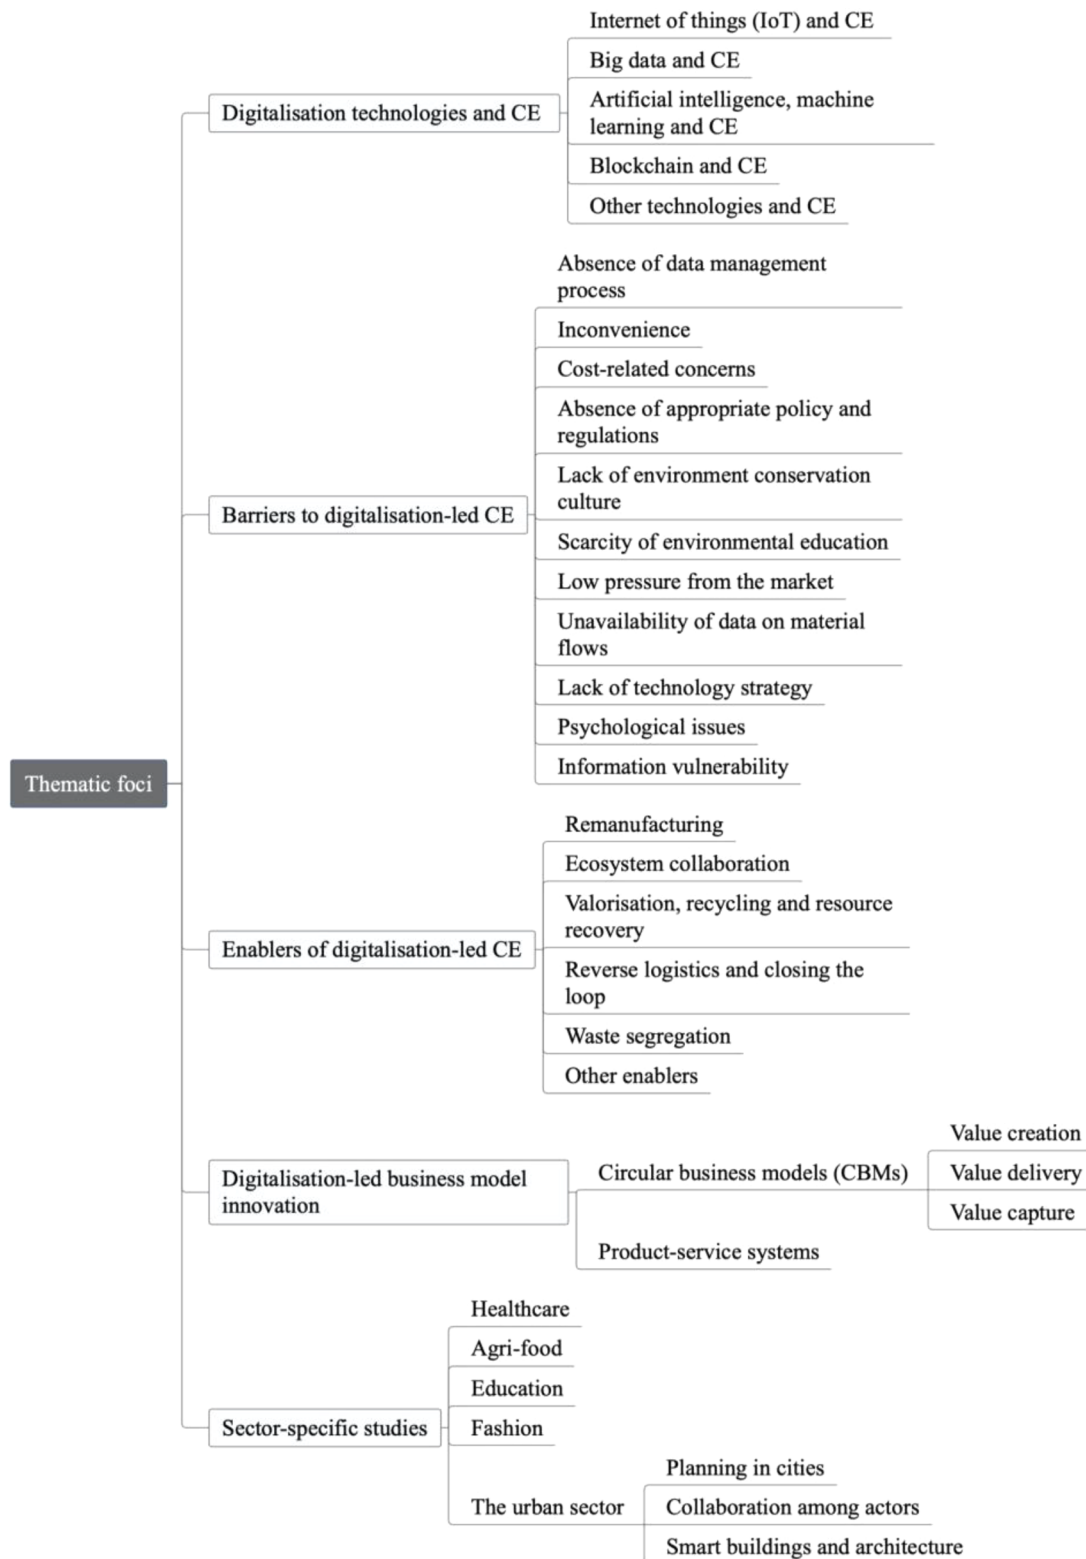 Thematic foci
Digitalisation technologies and CE
Internet of things (IoT) and CE
Big data and CE
Artificial intelligence, machine
learning and CE
Blockchain and CE
Other technologies and CE
Barriers to digitalisation-led CE
Absence of data management
process
Inconvenience
Cost-related concerns
Absence of appropriate policy and
regulations
Lack of environment conservation
culture
Scarcity of environmental education
Low pressure from the market
Unavailability of data on material
flows
Lack of technology strategy
Psychological issues
Information vulnerability
Enablers of digitalisation-led CE
Remanufacturing
Ecosystem collaboration
Valorisation, recycling and resource
recovery
Reverse logistics and closing the
loop
Waste segregation
Other enablers
Digitalisation-led business model
innovation
Circular business models (CBMs)
Value creation
Value delivery
Value capture
Product-service systems
Sector-specific studies
Healthcare
Agri-food
Education
Fashion
The urban sector
Planning in cities
Collaboration among actors
Smart buildings and architecture